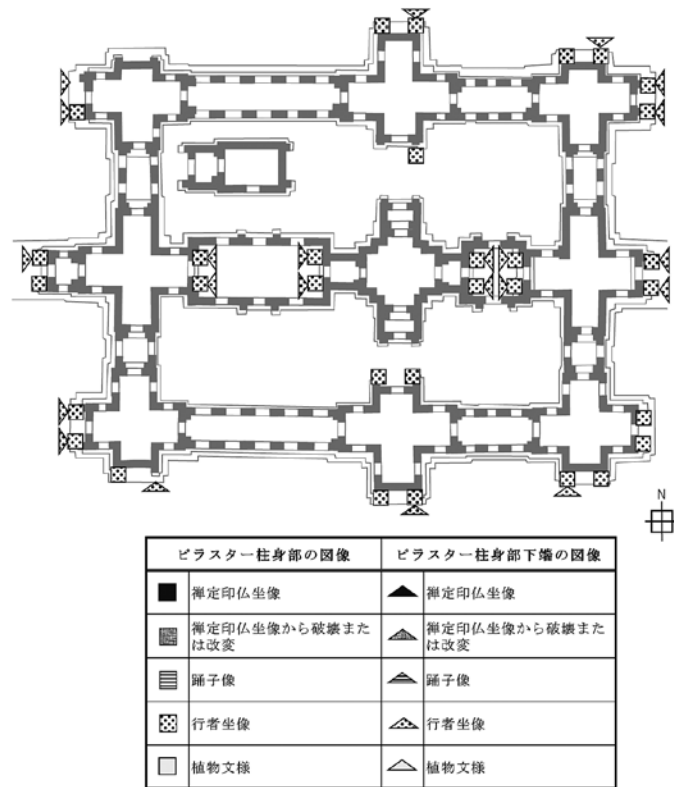 N
ピラスター柱身部の図像 ピラスター柱身部下端の図像
禅定印仏坐像 禅定印仏坐像
禅定印仏坐像から破壊また 禅定印仏坐像から破壊また
は改変 は改変
踊子像 踊子像
行者坐像 行者坐像
植物文様 植物文様